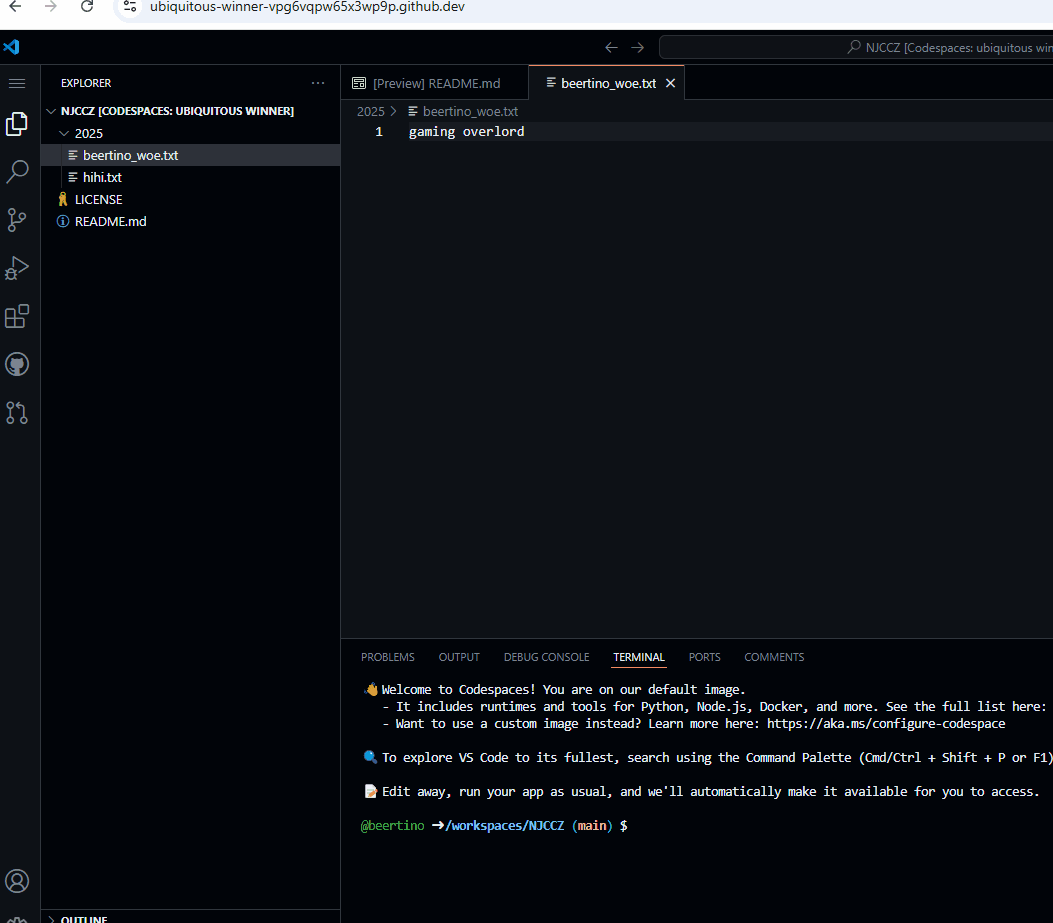 ubiquitous-winner-vpg6vqpw65x3wp9p.github.dev
NJCCZ [Codespaces: ubiquitous win
EXPLORER
[Preview] README.md
beertino_woe.txt
NJCCZ [CODESPACES: UBIQUITOUS WINNER]
2025 > beertino_woe.txt
2025
1 gaming overlord
beertino_woe.txt
hihi.txt
LICENSE
README.md
PROBLEMS OUTPUT DEBUG CONSOLE TERMINAL PORTS COMMENTS
Welcome to Codespaces! You are on our default image.
- It includes runtimes and tools for Python, Node.js, Docker, and more. See the full list here:
- Want to use a custom image instead? Learn more here: https://aka.ms/configure-codespace
To explore VS Code to its fullest, search using the Command Palette (Cmd/Ctrl + Shift + P or F1)
Edit away, run your app as usual, and we'll automatically make it available for you to access.
@beertino ➜/workspaces/NJCCZ (main) $
OUTLINE